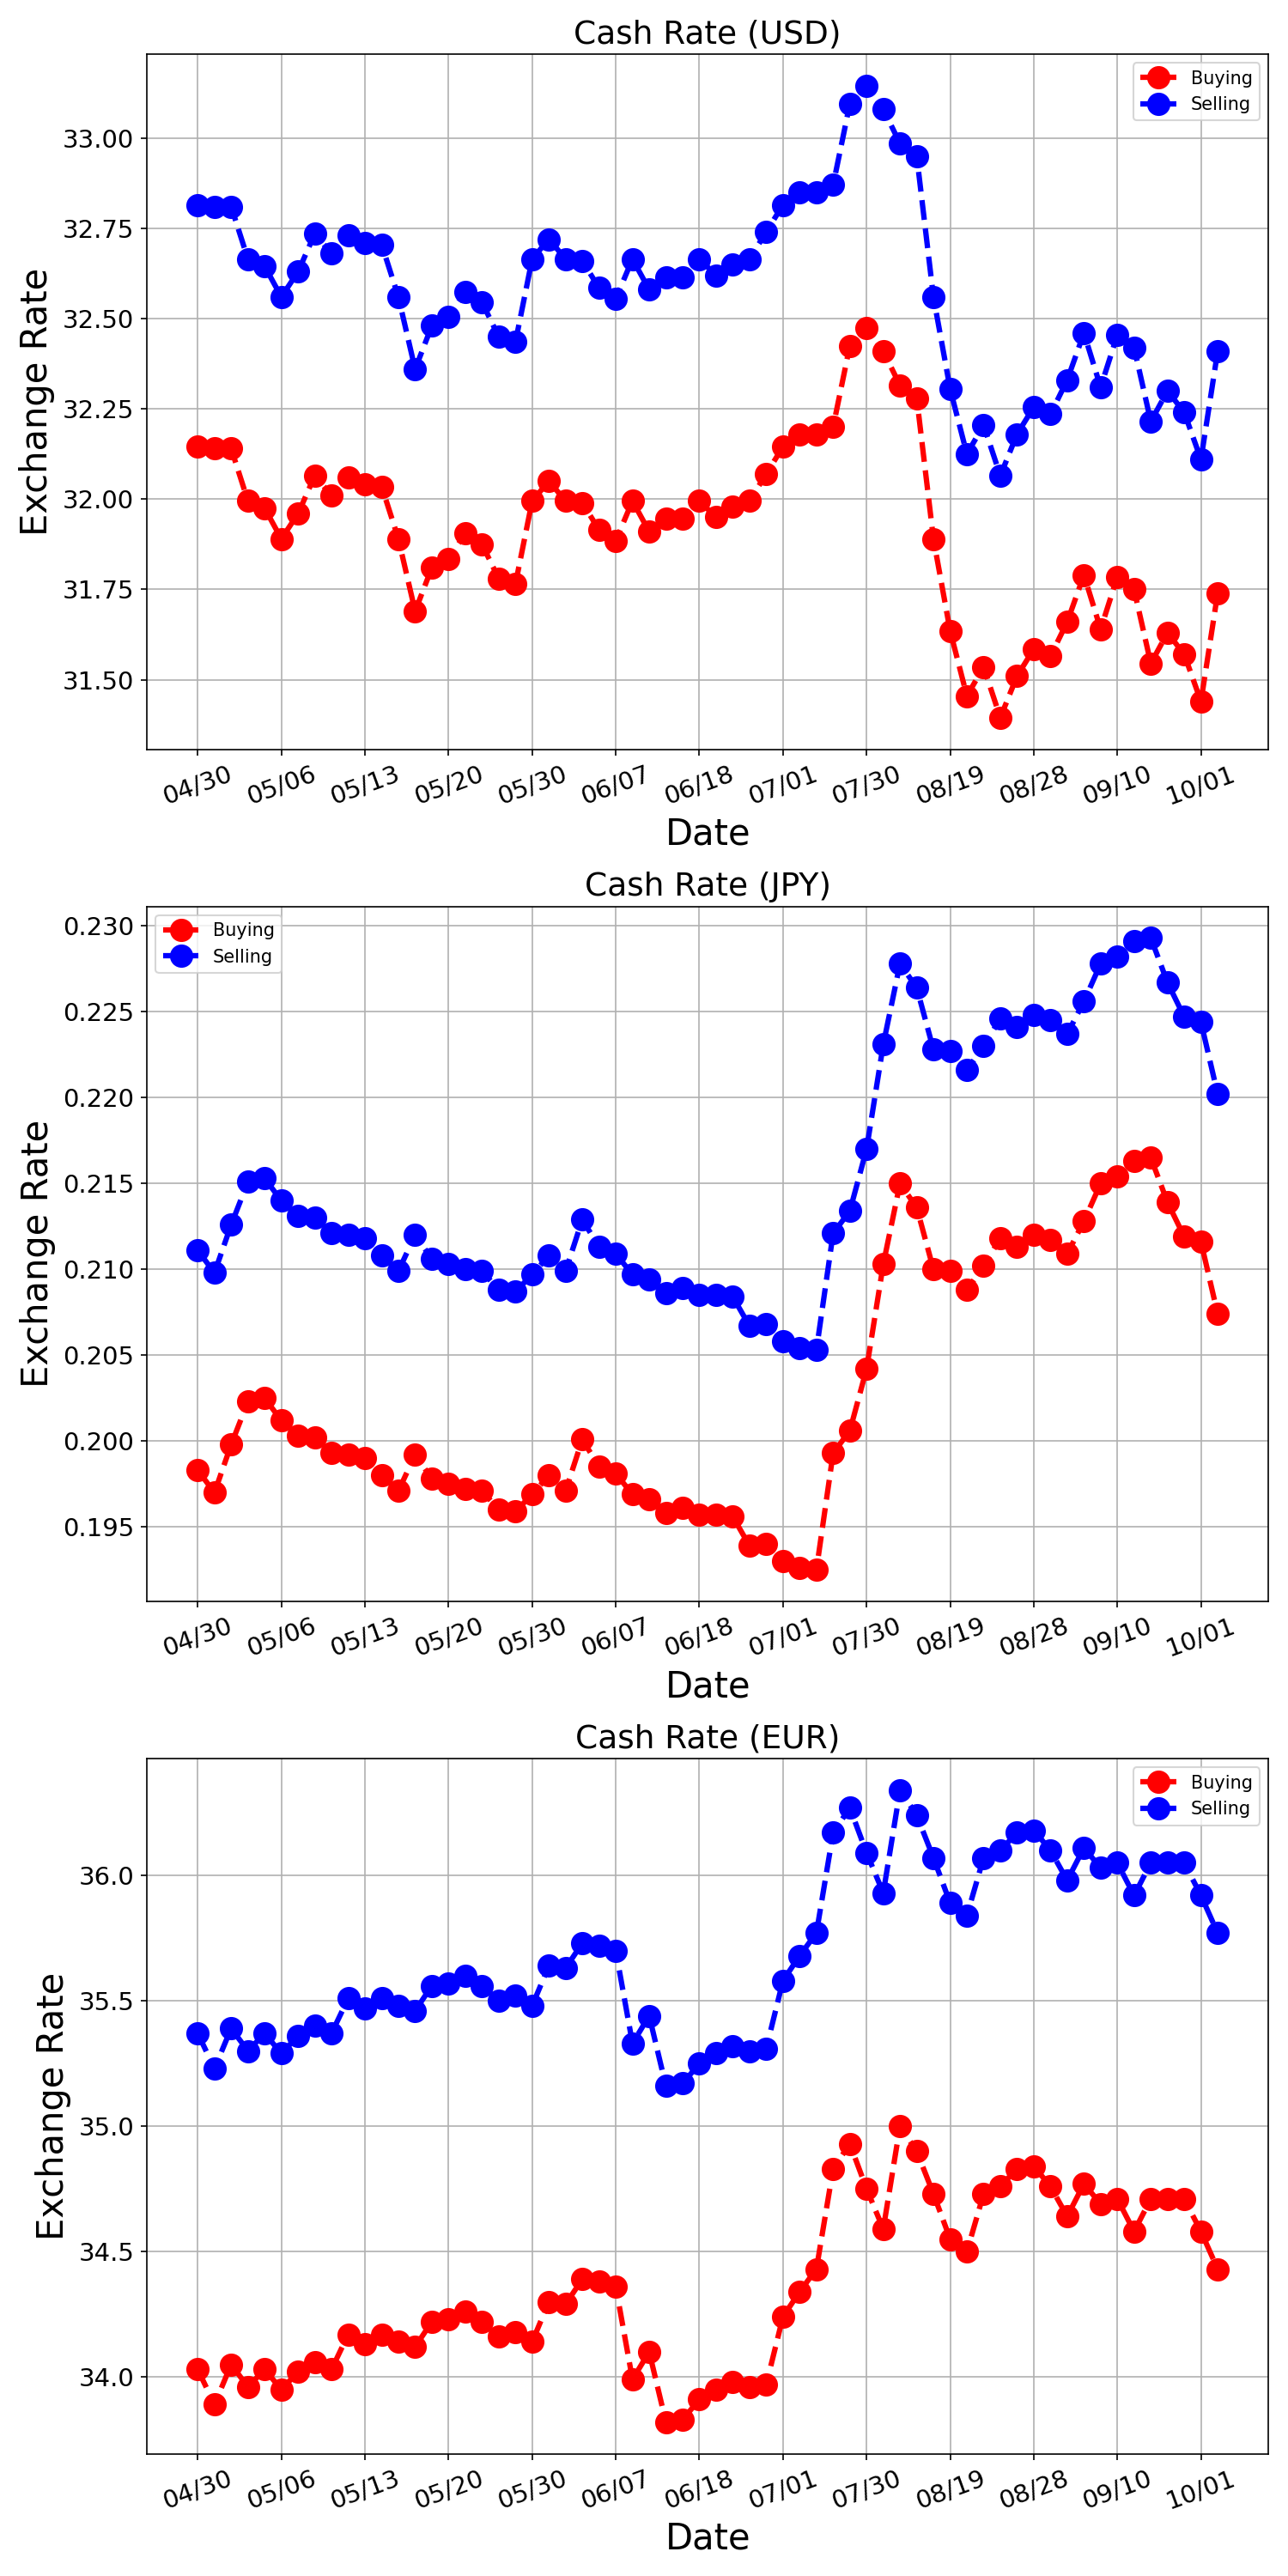 Cash Rate (USD)
Buying
Selling
Exchange Rate
33.00
32.75
32.50
32.25
32.00
31.75
31.50
04/30 05/06 05/13 05/20 05/30 06/07 06/18 07/01 07/30 08/19 08/28 09/10 10/01
Date
Cash Rate (JPY)
Buying
Selling
Exchange Rate
0.230
0.225
0.220
0.215
0.210
0.205
0.200
0.195
04/30 05/06 05/13 05/20 05/30 06/07 06/18 07/01 07/30 08/19 08/28 09/10 10/01
Date
Cash Rate (EUR)
Buying
Selling
Exchange Rate
36.0
35.5
35.0
34.5
34.0
04/30 05/06 05/13 05/20 05/30 06/07 06/18 07/01 07/30 08/19 08/28 09/10 10/01
Date